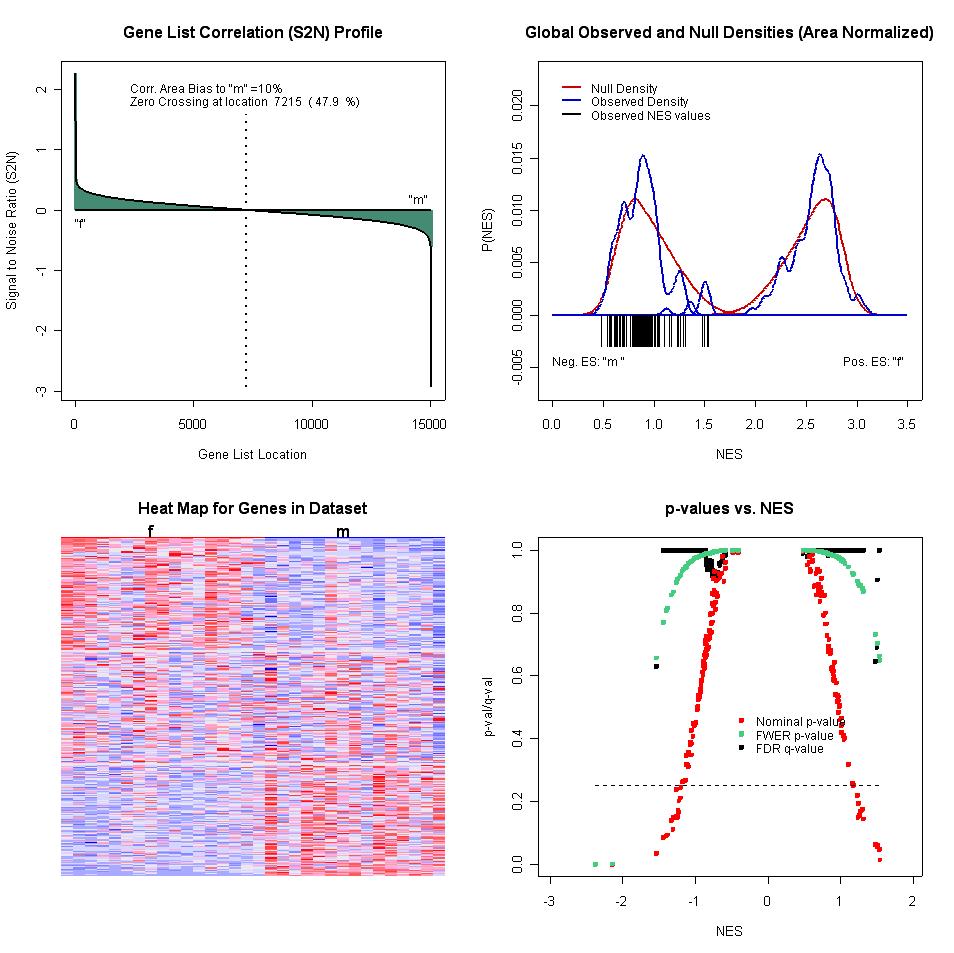 Gene List Correlation (S2N) Profile
Signal to Noise Ratio (S2N)
2
1
0
-1
-2
-3
Corr. Area Bias to "m" =10%
Zero Crossing at location 7215 ( 47.9 %)
"f"
"m"
0
5000
10000
15000
Gene List Location
Global Observed and Null Densities (Area Normalized)
P(NES)
0.020
0.015
0.010
0.005
0.000
-0.005
Null Density
Observed Density
Observed NES values
Neg. ES: "m "
Pos. ES: "f"
0.0
0.5
1.0
1.5
2.0
2.5
3.0
3.5
NES
Heat Map for Genes in Dataset
f
m
p-values vs. NES
p-val/q-val
1.0
0.8
0.6
0.4
0.2
0.0
Nominal p-value
FWER p-value
FDR q-value
-3
-2
-1
0
1
2
NES